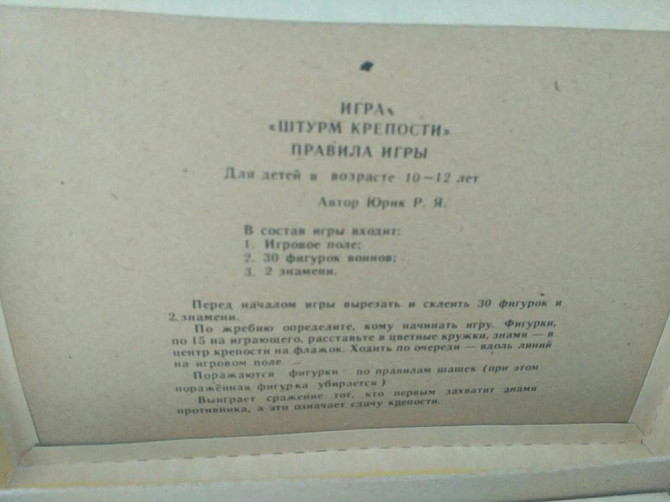 ИГРА
«ШТУРМ КРЕПОСТИ»
ПРАВИЛА ИГРЫ
Для детей в возрасте 10—12 лет
Автор Юрик Р. Я.
В состав игры входит:
1. Игровое поле;
2. 30 фигурок воинов;
3. 2 знамени.
Перед началом игры вырезать и склеить 30 фигурок и
2 знамени.
По жребию определите, кому начинать игру. Фигурки,
по 15 на играющего, расставьте в цветные кружки, знамя — в
центр крепости на флажок. Ходить по очереди — вдоль линий
на игровом поле.
Поражаются фигурки по правилам шашек (при этом
поражённая фигурка убирается)
Выиграет сражение тот, кто первым захватит знамя
противника, а это означает сдачу крепости.